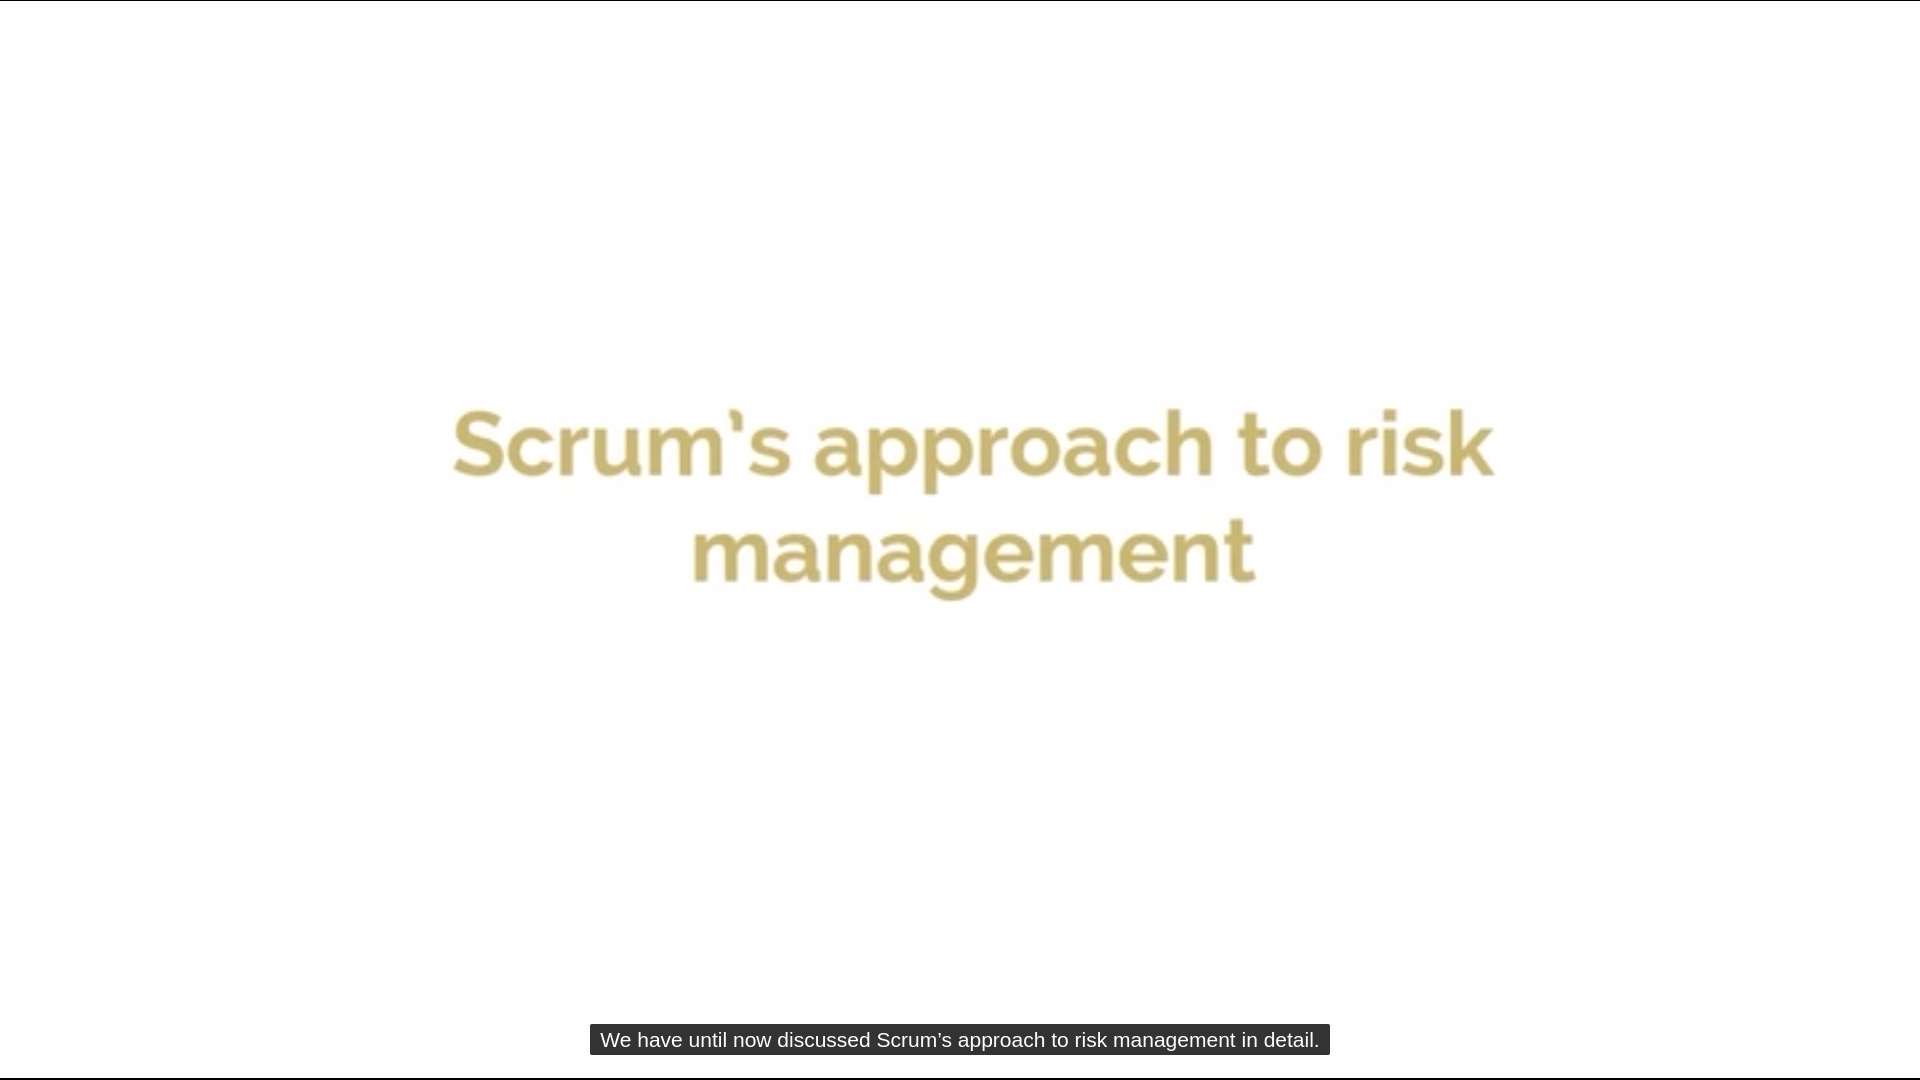 Scrum’s approach to risk
management
We have until now discussed Scrum’s approach to risk management in detail.